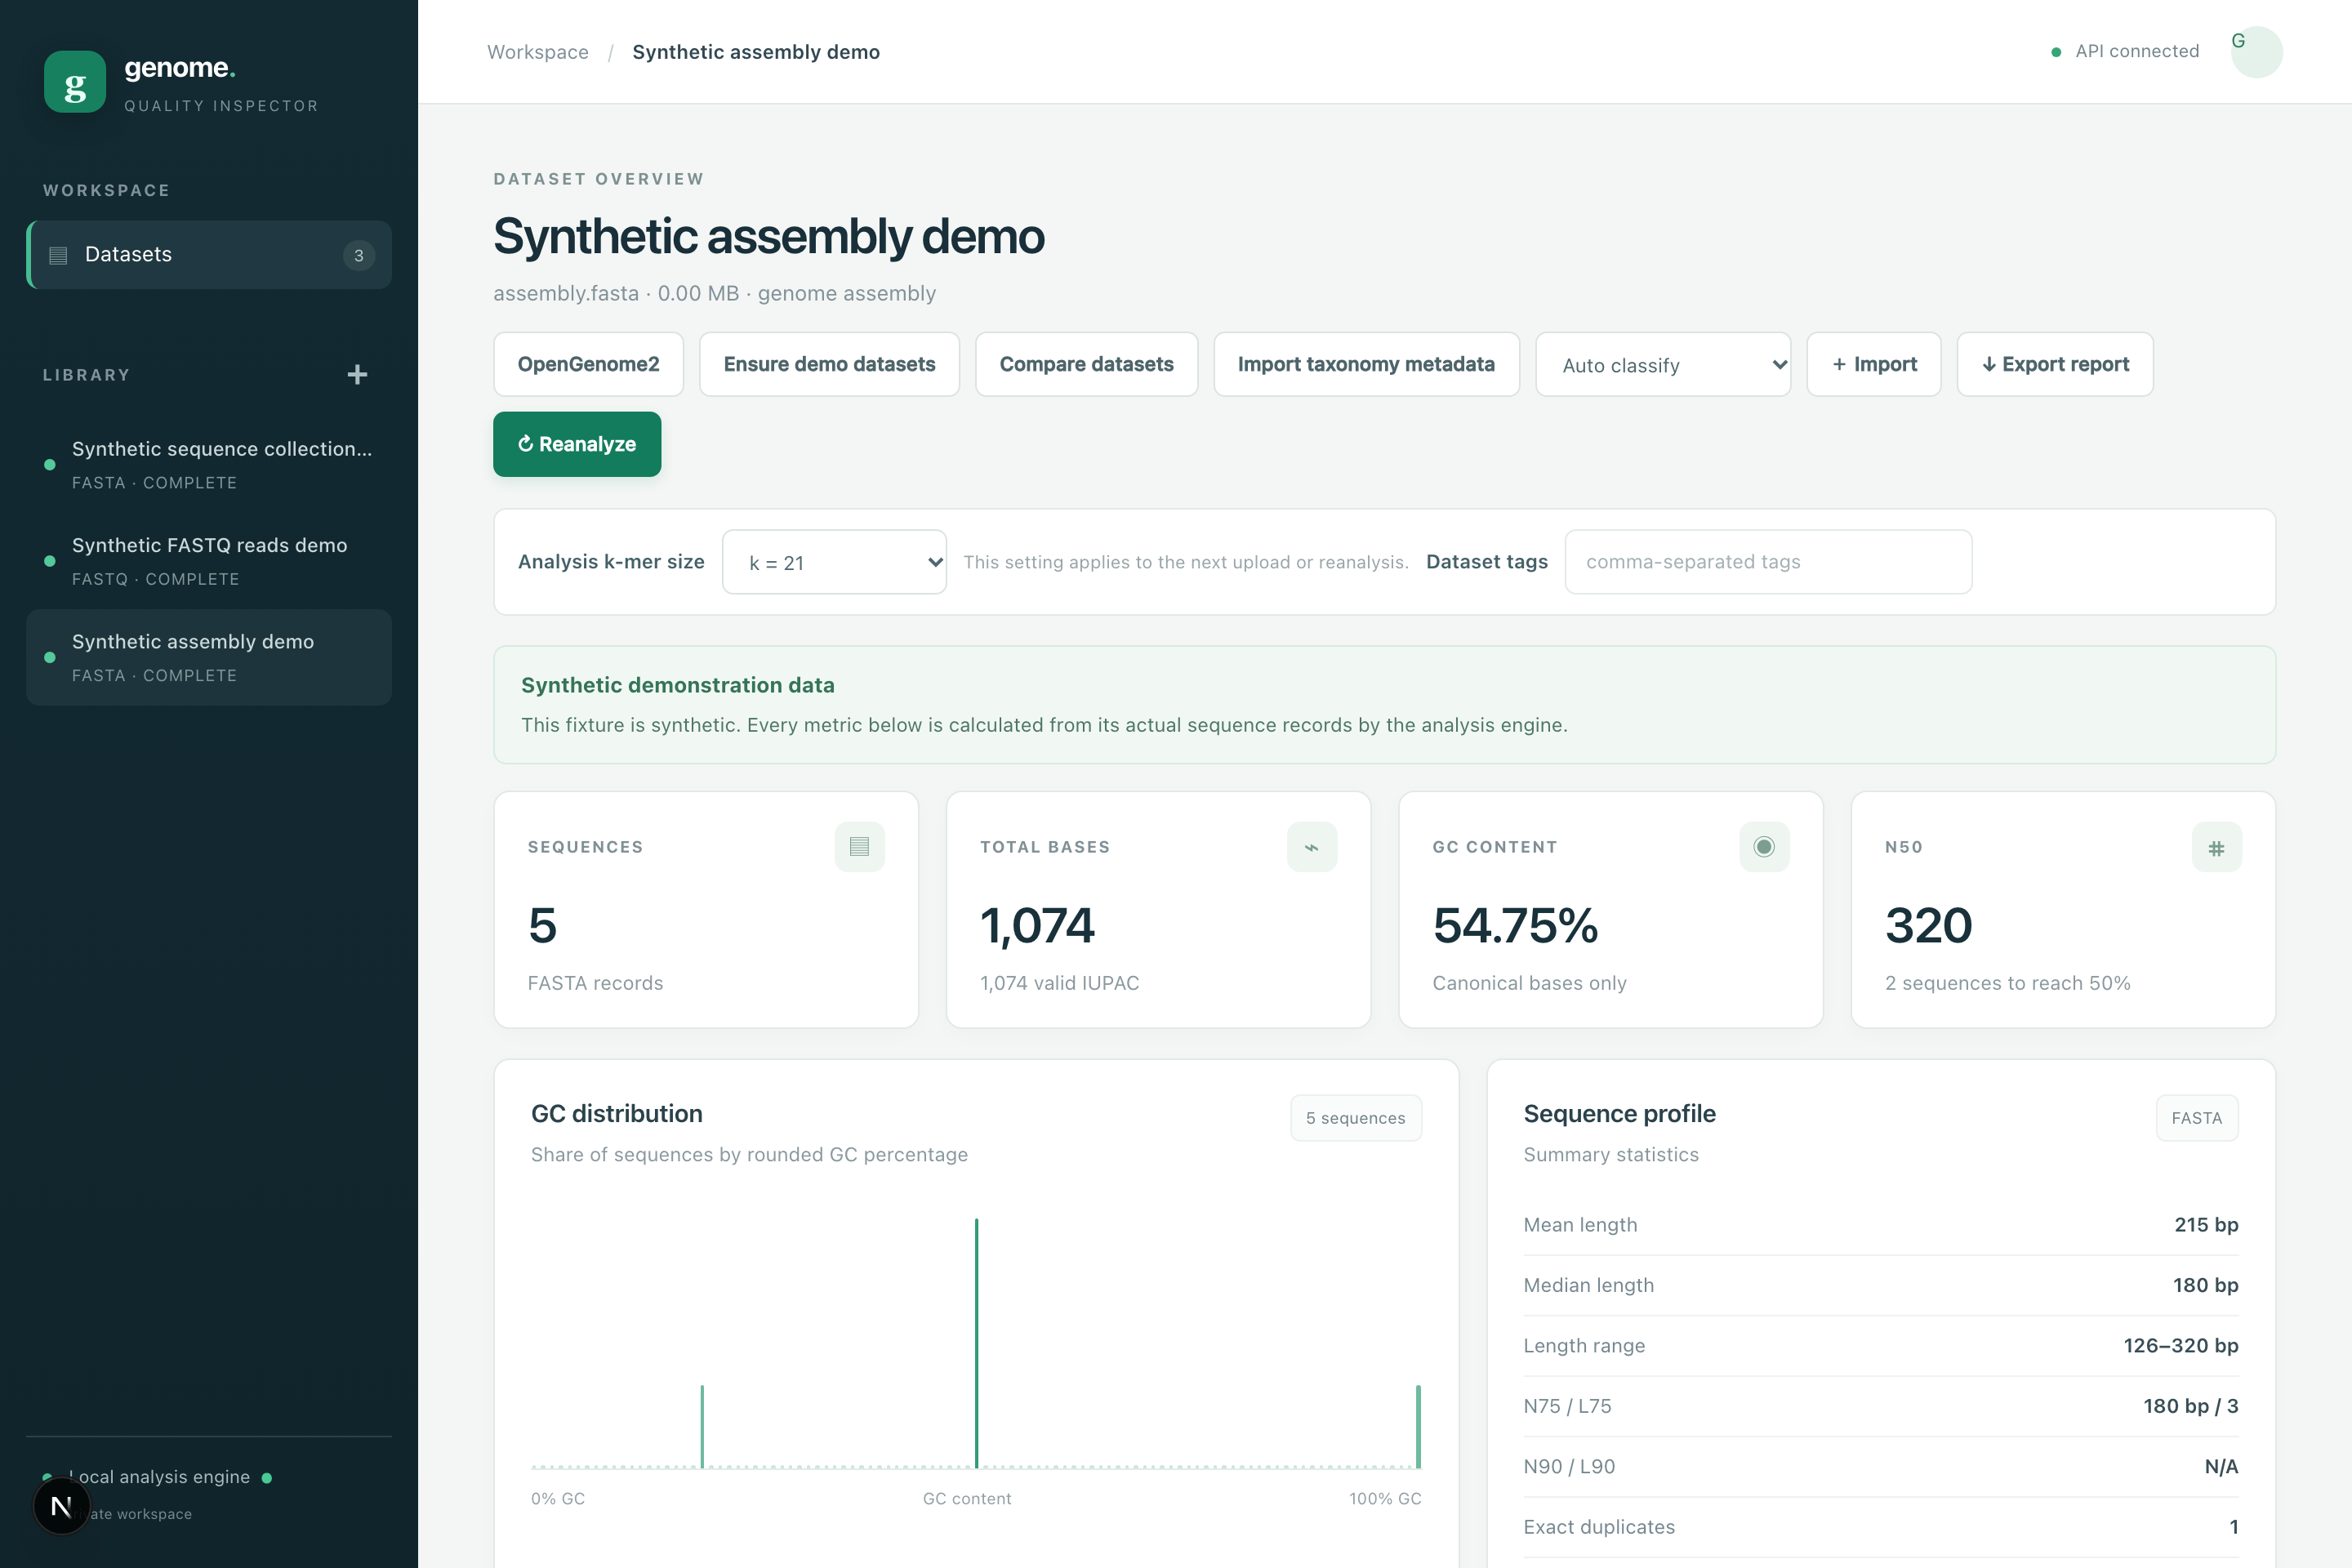 g
genome.
QUALITY INSPECTOR
WORKSPACE
Datasets 3
LIBRARY +
Synthetic sequence collection...
FASTA · COMPLETE
Synthetic FASTQ reads demo
FASTQ · COMPLETE
Synthetic assembly demo
FASTA · COMPLETE
Local analysis engine
N
ate workspace
Workspace / Synthetic assembly demo
API connected G
DATASET OVERVIEW
Synthetic assembly demo
assembly.fasta · 0.00 MB · genome assembly
OpenGenome2 Ensure demo datasets Compare datasets Import taxonomy metadata Auto classify + Import ↓ Export report
↻ Reanalyze
Analysis k-mer size k = 21 This setting applies to the next upload or reanalysis. Dataset tags comma-separated tags
Synthetic demonstration data
This fixture is synthetic. Every metric below is calculated from its actual sequence records by the analysis engine.
SEQUENCES
5
FASTA records
TOTAL BASES
1,074
1,074 valid IUPAC
GC CONTENT
54.75%
Canonical bases only
N50 #
320
2 sequences to reach 50%
GC distribution 5 sequences
Share of sequences by rounded GC percentage
0% GC GC content 100% GC
Sequence profile FASTA
Summary statistics
Mean length 215 bp
Median length 180 bp
Length range 126–320 bp
N75 / L75 180 bp / 3
N90 / L90 N/A
Exact duplicates 1